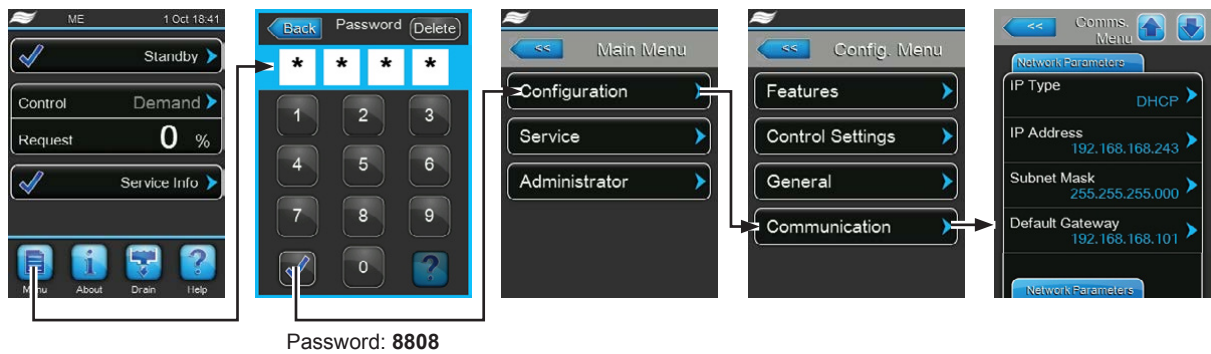 ME 1 Oct 18:41
Standby
Control Demand
Request 0 %
Service Info
Menu About Drain Help
Back Password Delete
* * * *
1 2 3
4 5 6
7 8 9
0 ?
Password: 8808
<< Main Menu
Configuration
Service
Administrator
<< Config. Menu
Features
Control Settings
General
Communication
<< Comms.
Menu
Network Parameters
IP Type
DHCP
IP Address
192.168.168.243
Subnet Mask
255.255.255.000
Default Gateway
192.168.168.101
Network Parameters